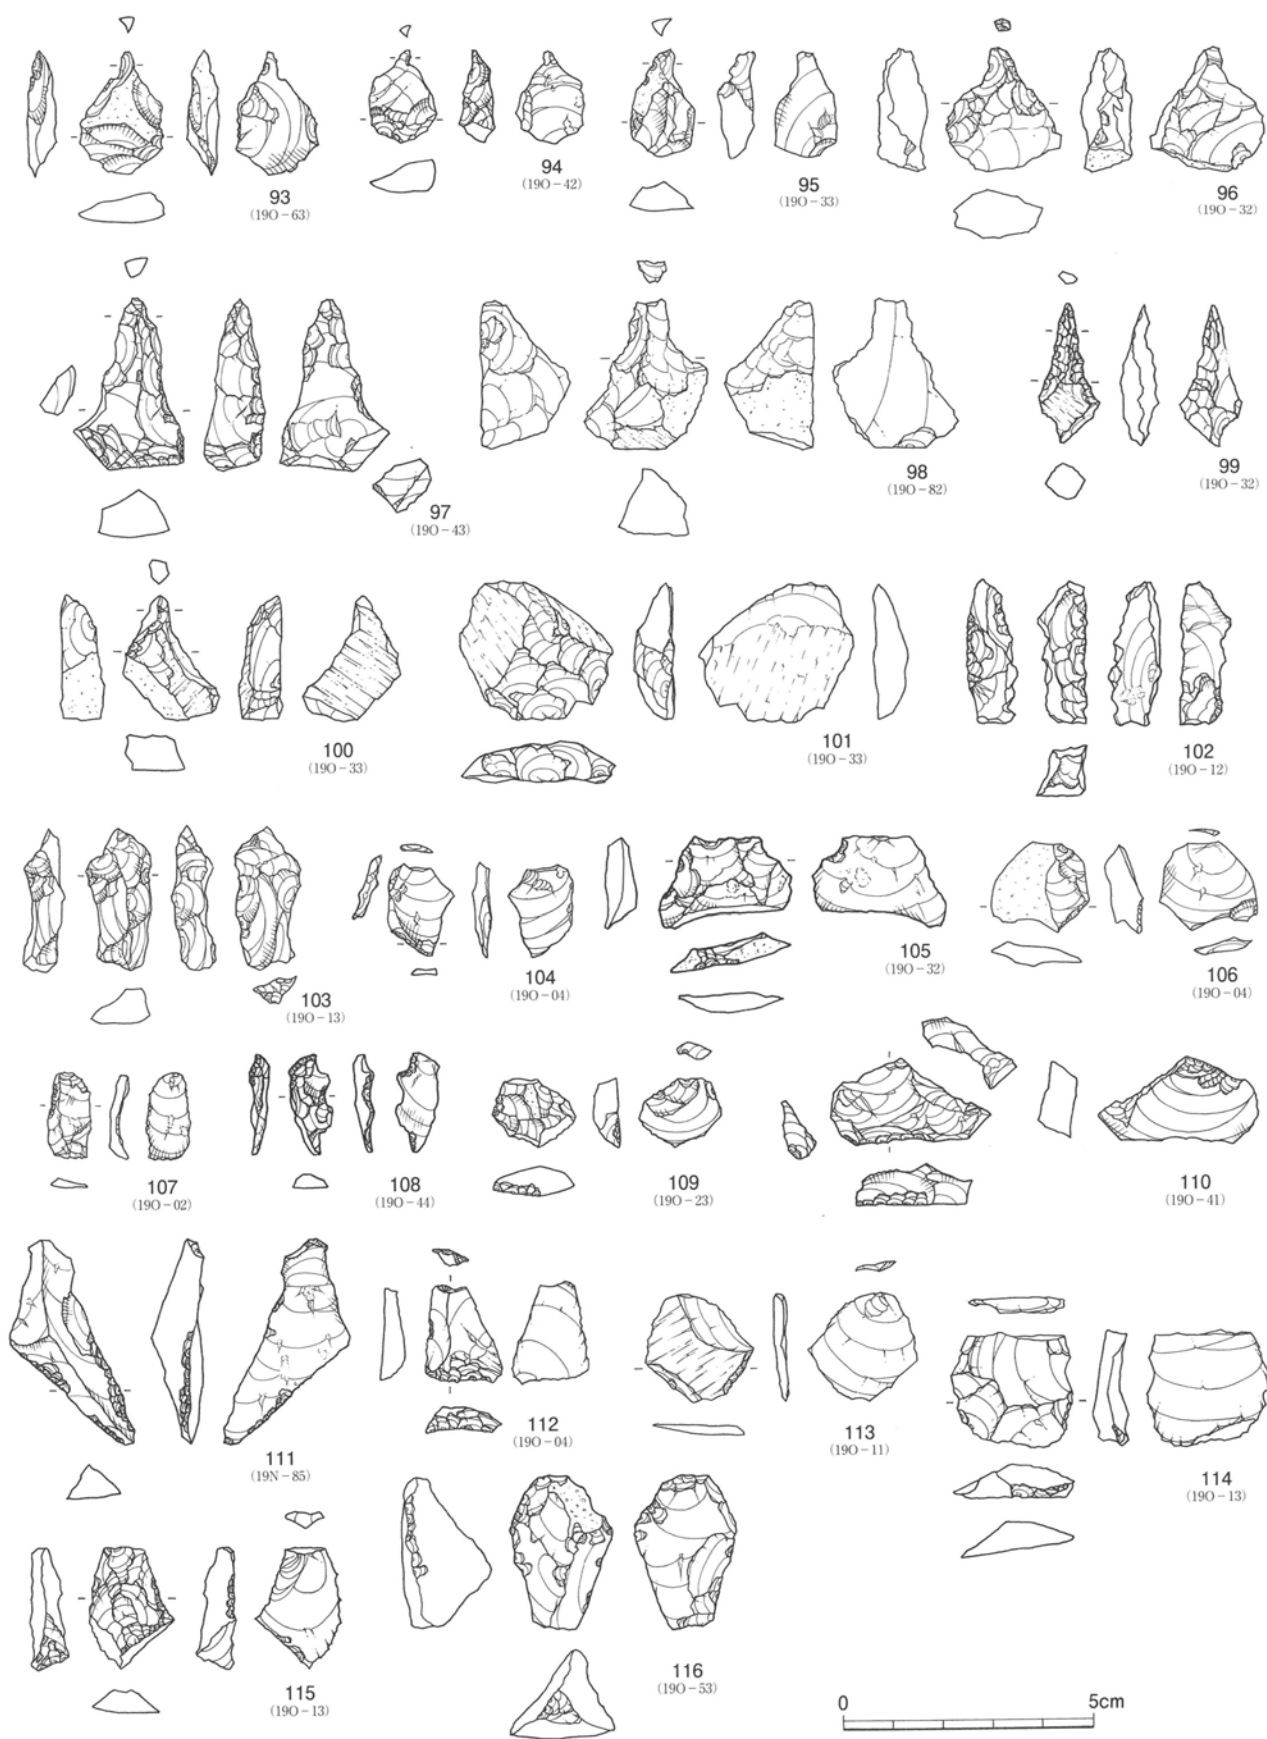 93
(19O-63)
94
(19O-42)
95
(19O-33)
96
(19O-32)
97
(19O-43)
98
(19O-82)
99
(19O-32)
100
(19O-33)
101
(19O-33)
102
(19O-12)
103
(19O-13)
104
(19O-04)
105
(19O-32)
106
(19O-04)
107
(19O-02)
108
(19O-44)
109
(19O-23)
110
(19O-41)
111
(19N-85)
112
(19O-04)
113
(19O-11)
114
(19O-13)
115
(19O-13)
116
(19O-53)
0 5cm